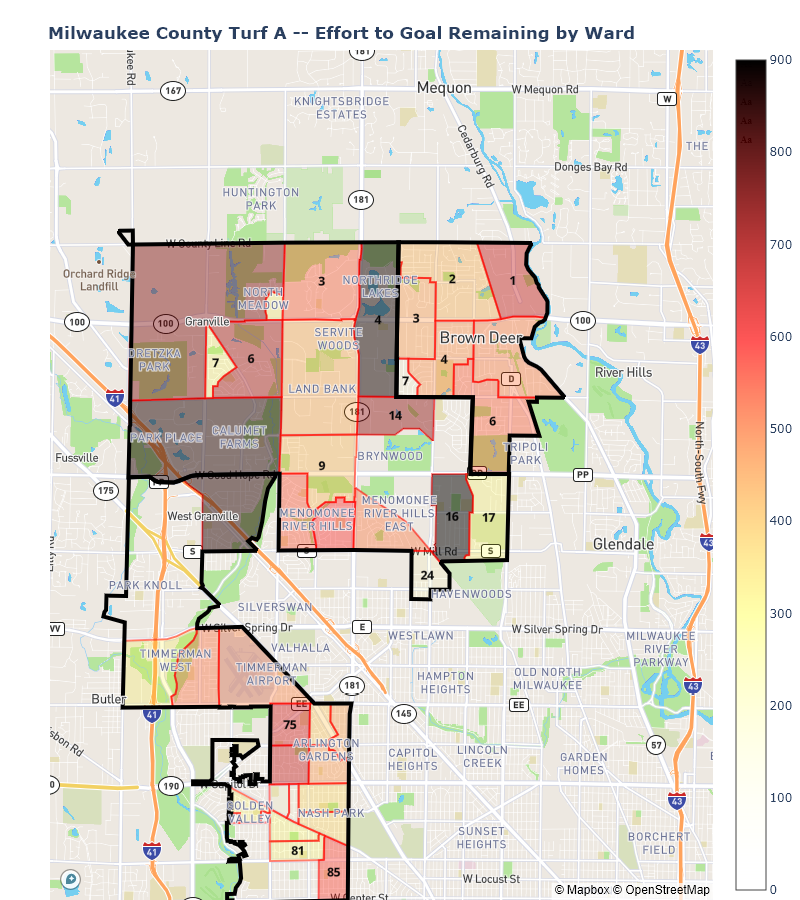 Milwaukee County Turf A -- Effort to Goal Remaining by Ward
181
900
167
Mequon
W Mequon Rd
W
KNIGHTSBRIDGE
ESTATES
Cedarburg Rd
THE
800
Donges Bay Rd
HUNTINGTON
PARK
181
700
W County Line Rd
Orchard Ridge
Landfill
NORTHRIDGE
LAKES
3
2
1
NORTH
MEADOW
100
100
Granville
4
3
100
SERVITE
WOODS
Brown Deer
600
43
DRETZKA
PARK
7
6
4
River Hills
7
D
LAND BANK
41
181
14
6
500
PARK PLACE
CALUMET
FARMS
North-South Fwy
Fussville
BRYNWOOD
TRIPOLI
PARK
9
W Good Hope Rd
PP
PP
175
MENOMONEE
RIVER HILLS
MENOMONEE
RIVER HILLS
EAST
West Granville
16
17
400
S
W Mill Rd
S
Glendale
43
24
PARK KNOLL
HAVENWOODS
SILVERSWAN
300
VV
W Silver Spring Dr
E
W Silver Spring Dr
WESTLAWN
VALHALLA
MILWAUKEE
RIVER
PARKWAY
TIMMERMAN
WEST
TIMMERMAN
AIRPORT
HAMPTON
HEIGHTS
OLD NORTH
MILWAUKEE
181
43
Butler
EE
EE
200
41
75
145
ARLINGTON
GARDENS
57
CAPITOL
HEIGHTS
LINCOLN
CREEK
GARDEN
HOMES
190
43
100
GOLDEN
VALLEY
NASH PARK
SUNSET
HEIGHTS
BORCHERT
FIELD
41
81
85
W Locust St
W Center St
© Mapbox © OpenStreetMap
0